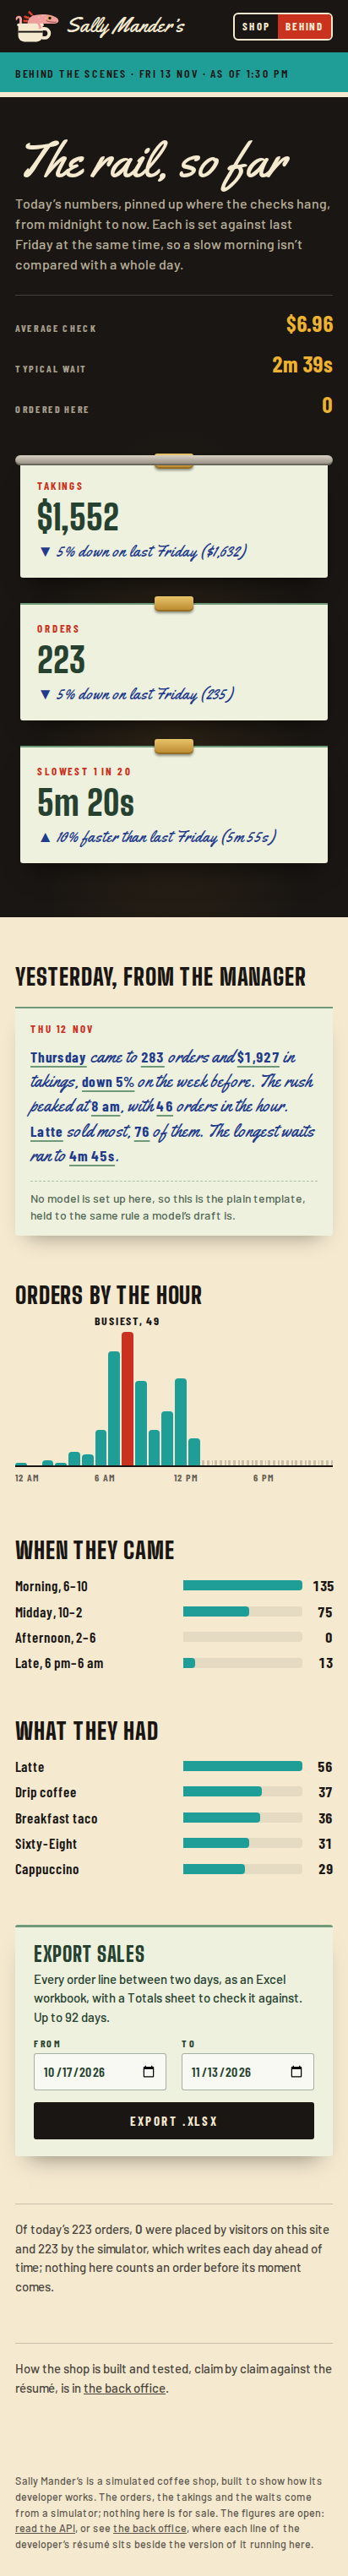 Sally Mander's
SHOP BEHIND
BEHIND THE SCENES · FRI 13 NOV · AS OF 1:30 PM
The rail, so far
Today's numbers, pinned up where the checks hang,
from midnight to now. Each is set against last
Friday at the same time, so a slow morning isn't
compared with a whole day.
AVERAGE CHECK $6.96
TYPICAL WAIT 2m 39s
ORDERED HERE 0
TAKINGS
$1,552
▼ 5% down on last Friday ($1,632)
ORDERS
223
▼ 5% down on last Friday (235)
SLOWEST 1 IN 20
5m 20s
▲ 10% faster than last Friday (5m 55s)
YESTERDAY, FROM THE MANAGER
THU 12 NOV
Thursday came to 283 orders and $1,927 in
takings, down 5% on the week before. The rush
peaked at 8 am, with 46 orders in the hour.
Latte sold most, 76 of them. The longest waits
ran to 4m 45s.
No model is set up here, so this is the plain template,
held to the same rule a model's draft is.
ORDERS BY THE HOUR
BUSIEST, 49
12 AM 6 AM 12 PM 6 PM
WHEN THEY CAME
Morning, 6–10 135
Midday, 10–2 75
Afternoon, 2–6 0
Late, 6 pm–6 am 13
WHAT THEY HAD
Latte 56
Drip coffee 37
Breakfast taco 36
Sixty-Eight 31
Cappuccino 29
EXPORT SALES
Every order line between two days, as an Excel
workbook, with a Totals sheet to check it against.
Up to 92 days.
FROM TO
10/17/2026 11/13/2026
EXPORT .XLSX
Of today's 223 orders, 0 were placed by visitors on this site
and 223 by the simulator, which writes each day ahead of
time; nothing here counts an order before its moment
comes.
How the shop is built and tested, claim by claim against the
résumé, is in the back office.
Sally Mander's is a simulated coffee shop, built to show how its
developer works. The orders, the takings and the waits come
from a simulator; nothing here is for sale. The figures are open:
read the API, or see the back office, where each line of the
developer's résumé sits beside the version of it running here.